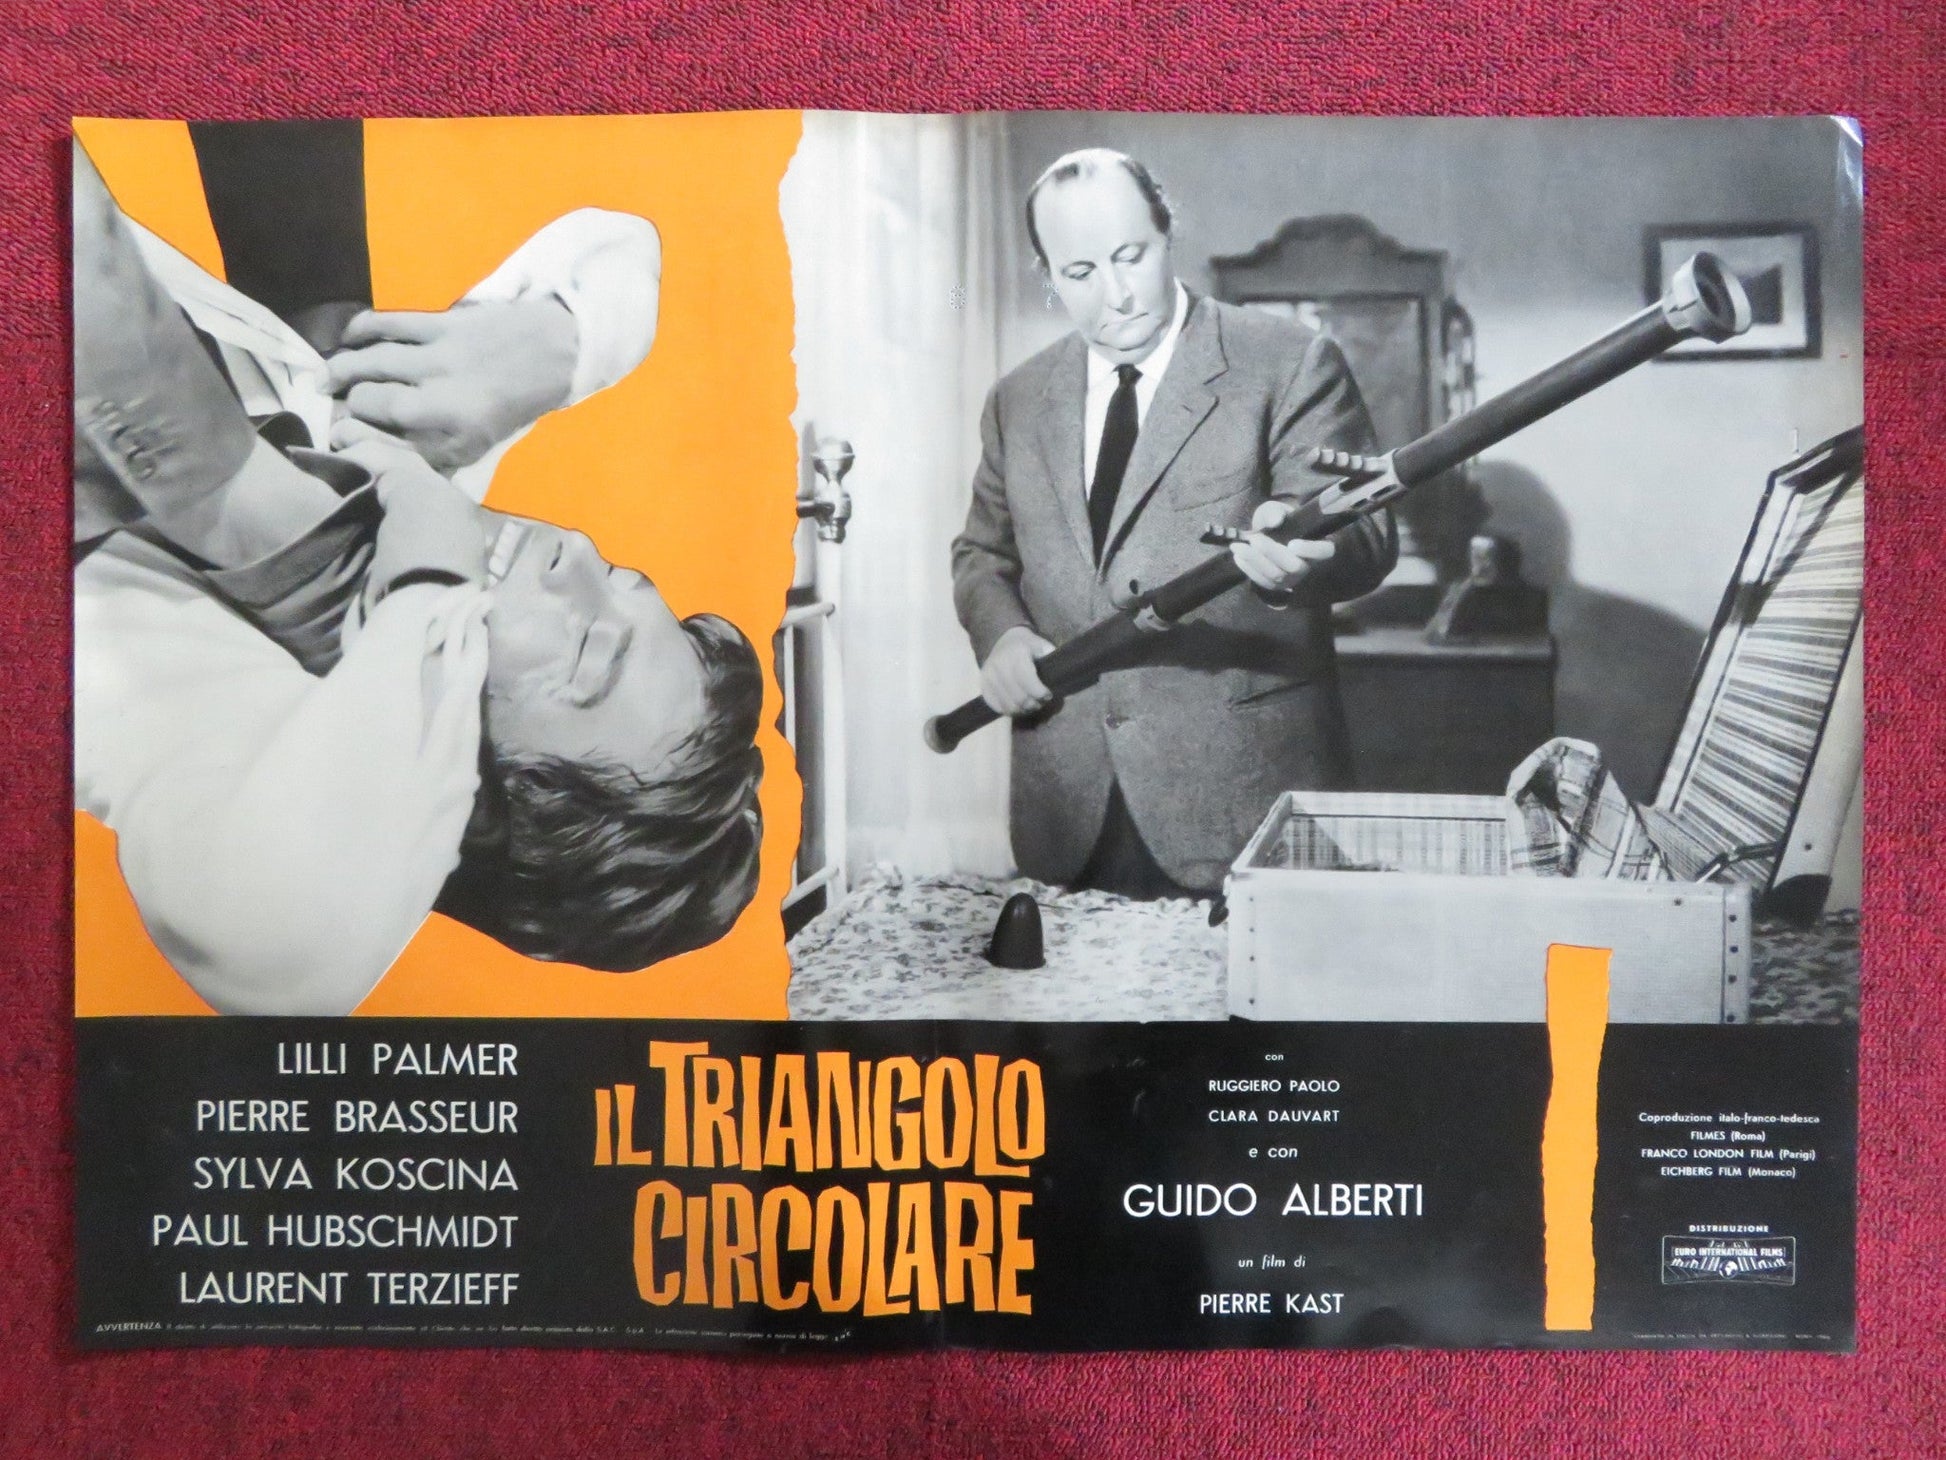 LILLI PALMER
PIERRE BRASSEUR
SYLVA KOSCINA
PAUL HUBSCHMIDT
LAURENT TERZIEFF
IL TRIANGOLO
CIRCOLARE
con
RUGGIERO PAOLO
CLARA DAUVART
e con
GUIDO ALBERTI
un film di
PIERRE KAST
Coproduzione italo-franco-tedesca
FILMES (Roma)
FRANCO LONDON FILM (Parigi)
EICHBERG FILM (Monaco)
DISTRIBUZIONE
EURO INTERNATIONAL FILMS
AVVERTENZA